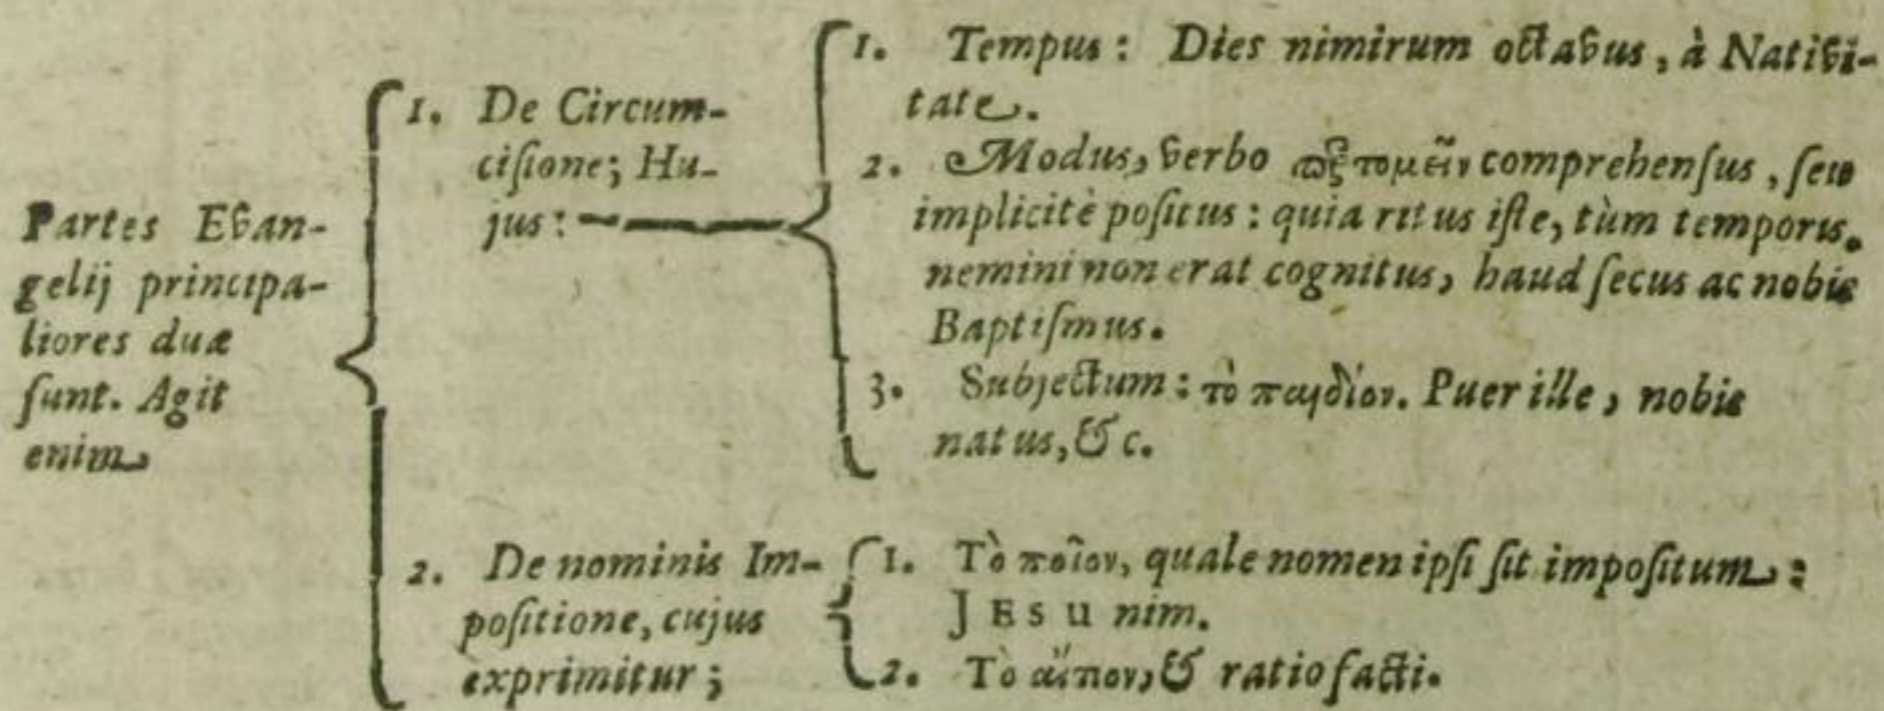 Partes Evan-
gelij principa-
liores duæ
sunt. Agit
enim
1. De Circum-
cisione; Hu-
jus:
1. Tempus: Dies nimirum octavus, à Nativi-
tate.
2. Modus, verbo περιτομεῖν comprehensus, seu
implicitè positus: quia ritus iste, tùm temporis.
nemini non erat cognitus, haud secus ac nobis
Baptismus.
3. Subjectum: τὸ παιδίον. Puer ille, nobis
natus, & c.
2. De nominis Im-
positione, cujus
exprimitur;
1. Τὸ ποῖον, quale nomen ipsi sit impositum:
JESU nim.
2. Τὸ αἴτιον, & ratio facti.